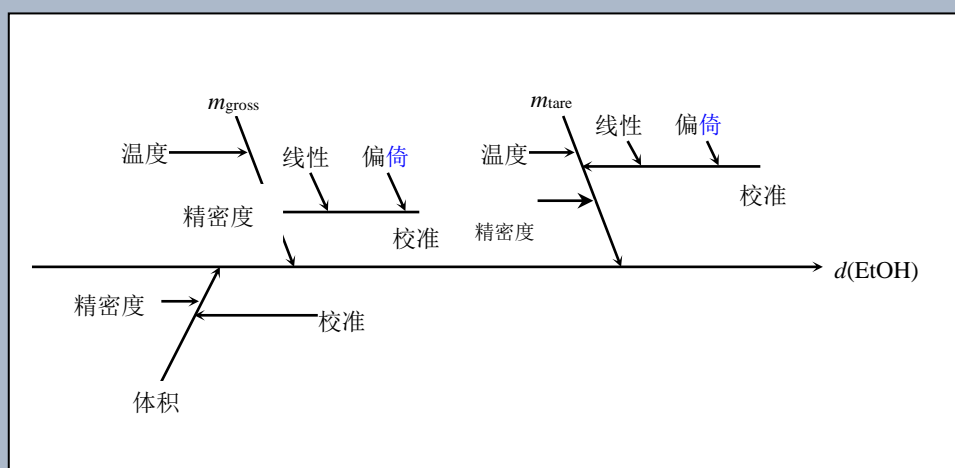 m_gross
m_tare
温度
线性
偏倚
温度
线性
偏倚
精密度
校准
精密度
校准
d(EtOH)
精密度
校准
体积